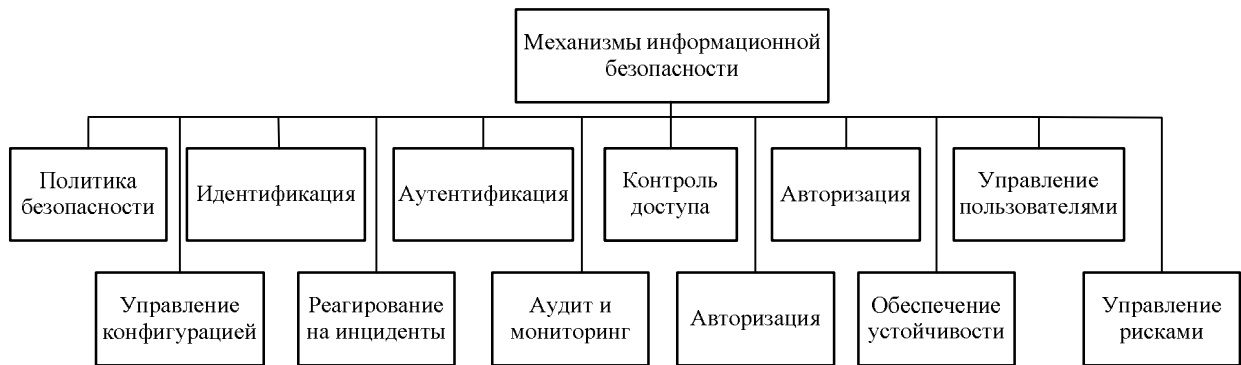 Механизмы информационной
безопасности
Политика
безопасности
Идентификация
Аутентификация
Контроль
доступа
Авторизация
Управление
пользователями
Управление
конфигурацией
Реагирование
на инциденты
Аудит и
мониторинг
Авторизация
Обеспечение
устойчивости
Управление
рисками